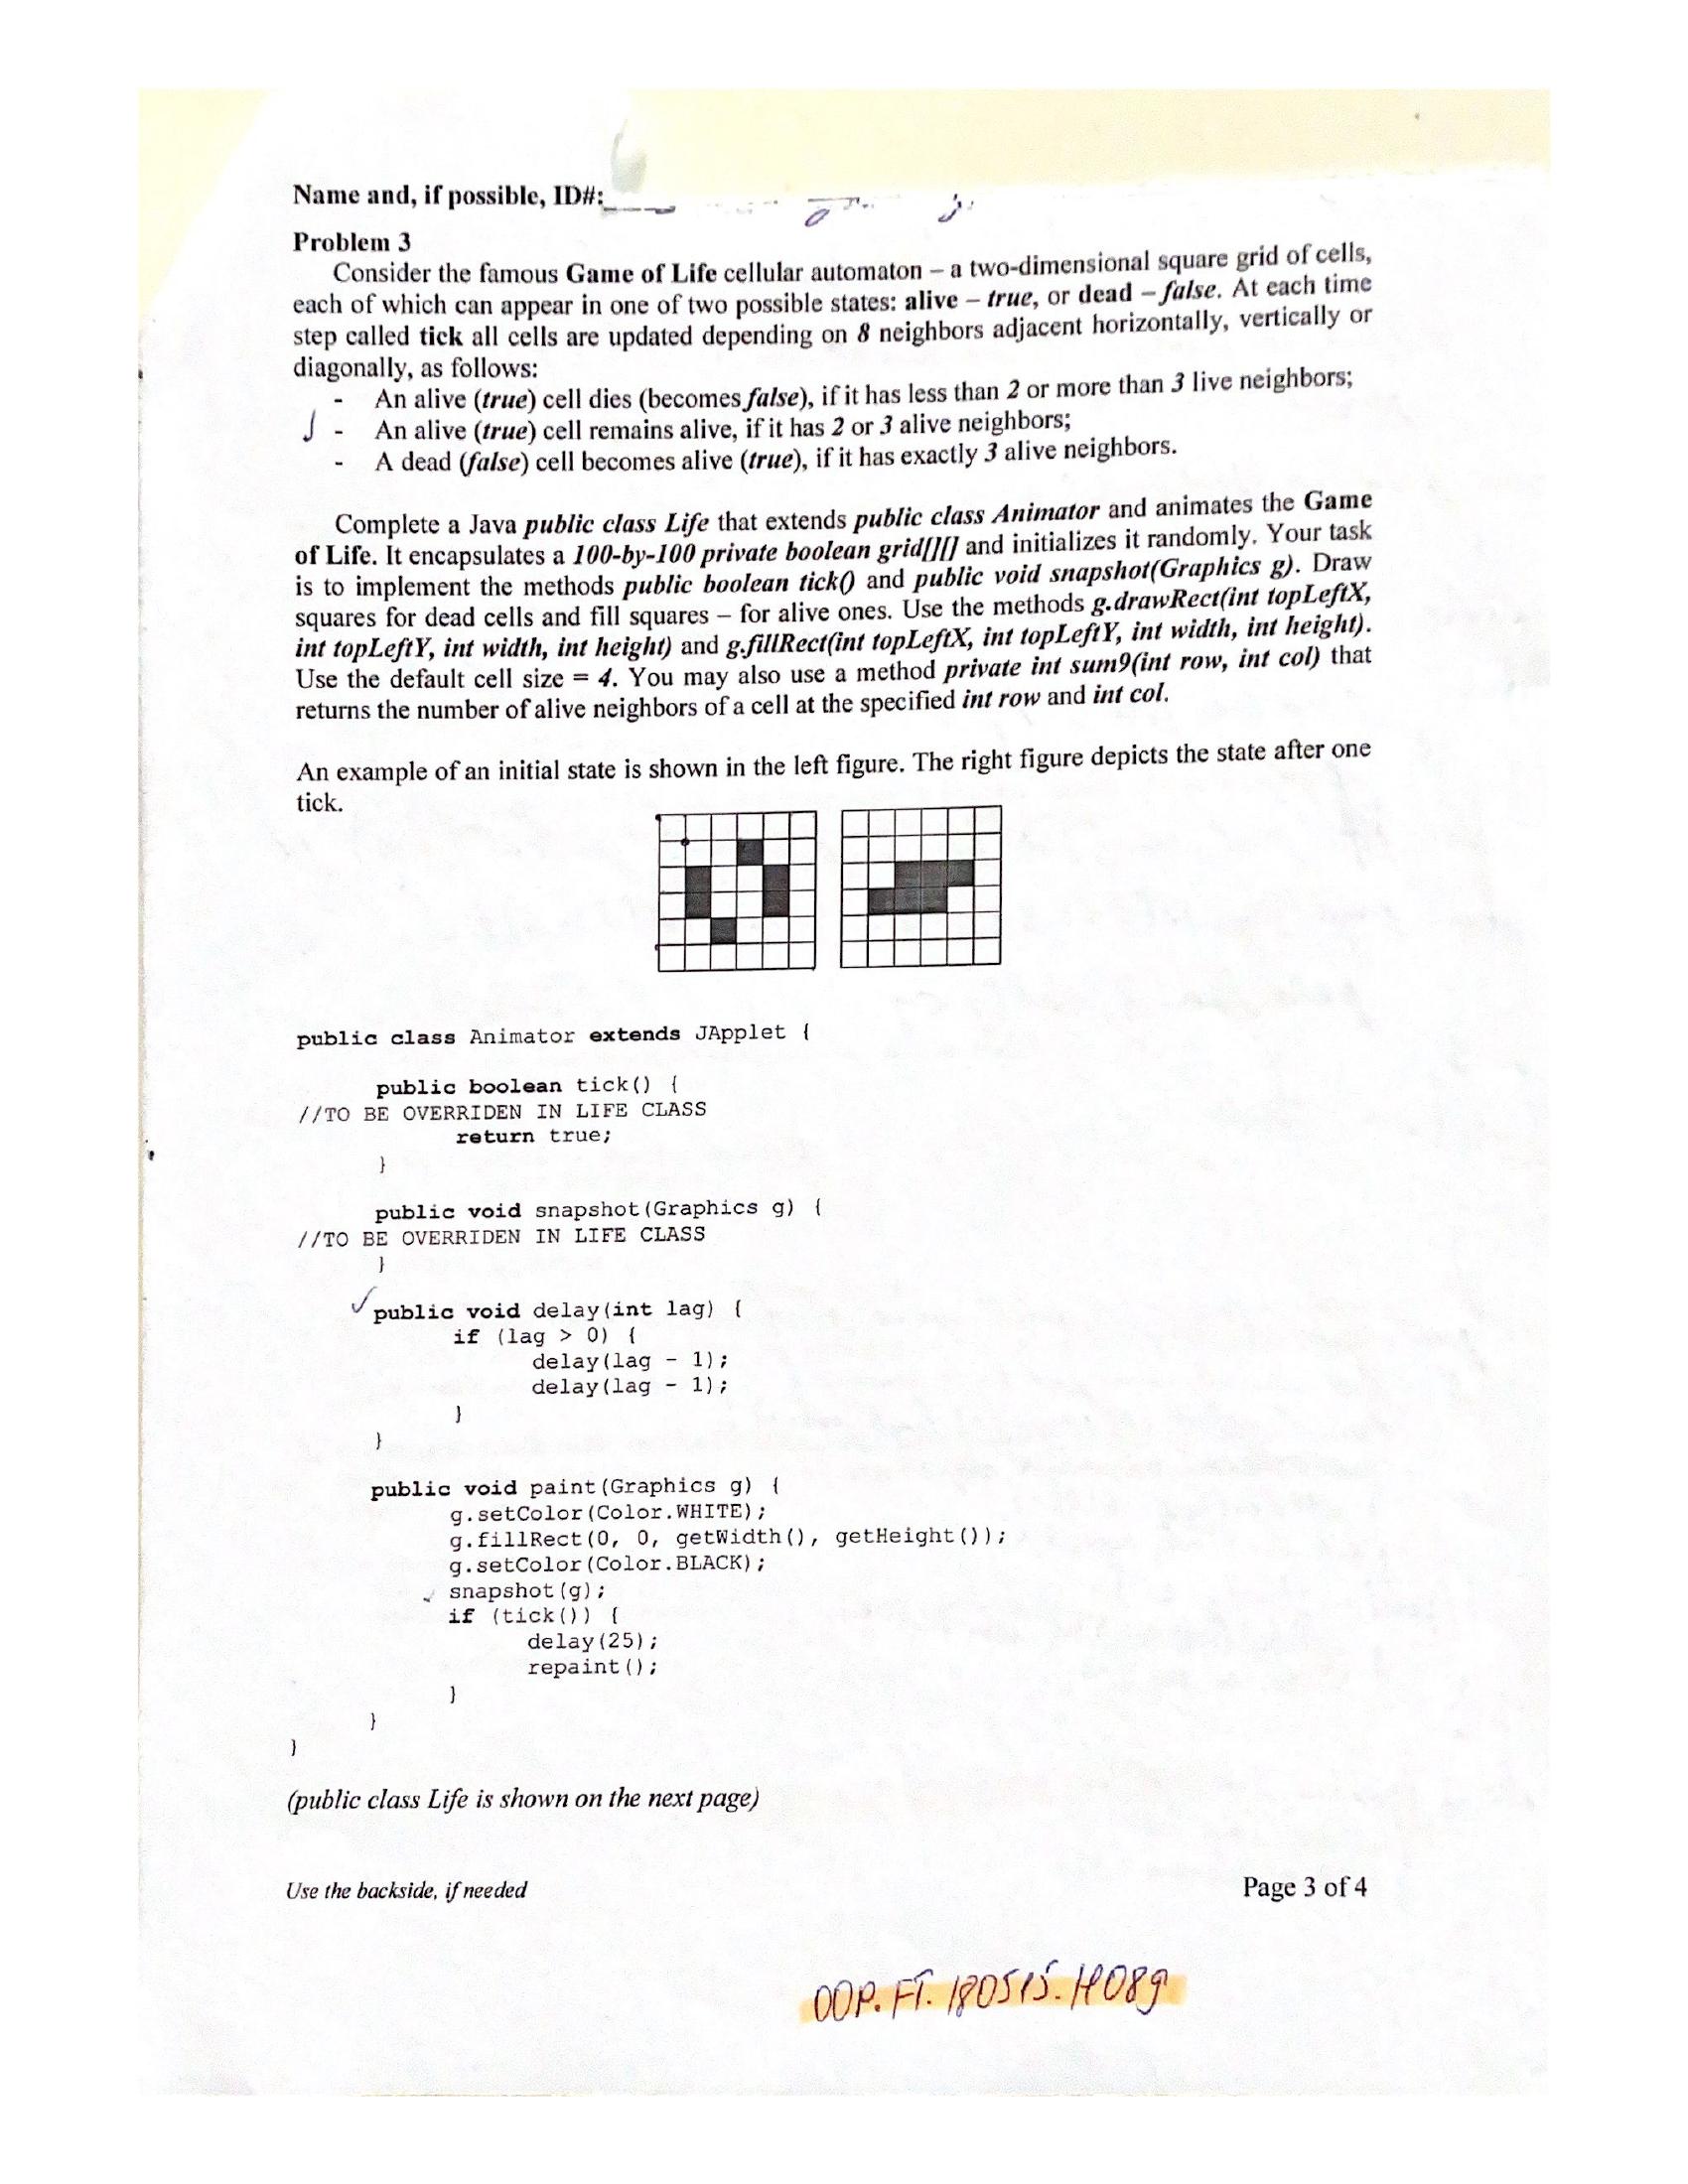 Name and, if possible, ID#:
Problem 3
Consider the famous Game of Life cellular automaton – a two-dimensional square grid of cells,
each of which can appear in one of two possible states: alive – true, or dead – false. At each time
step called tick all cells are updated depending on 8 neighbors adjacent horizontally, vertically or
diagonally, as follows:
- An alive (true) cell dies (becomes false), if it has less than 2 or more than 3 live neighbors;
- An alive (true) cell remains alive, if it has 2 or 3 alive neighbors;
- A dead (false) cell becomes alive (true), if it has exactly 3 alive neighbors.
Complete a Java public class Life that extends public class Animator and animates the Game
of Life. It encapsulates a 100-by-100 private boolean grid[][] and initializes it randomly. Your task
is to implement the methods public boolean tick() and public void snapshot(Graphics g). Draw
squares for dead cells and fill squares – for alive ones. Use the methods g.drawRect(int topLeftX,
int topLeftY, int width, int height) and g.fillRect(int topLeftX, int topLeftY, int width, int height).
Use the default cell size = 4. You may also use a method private int sum9(int row, int col) that
returns the number of alive neighbors of a cell at the specified int row and int col.
An example of an initial state is shown in the left figure. The right figure depicts the state after one
tick.
public class Animator extends JApplet {
public boolean tick() {
//TO BE OVERRIDEN IN LIFE CLASS
return true;
}
public void snapshot(Graphics g) {
//TO BE OVERRIDEN IN LIFE CLASS
}
public void delay(int lag) {
if (lag > 0) {
delay(lag - 1);
delay(lag - 1);
}
}
public void paint(Graphics g) {
g.setColor(Color.WHITE);
g.fillRect(0, 0, getWidth(), getHeight());
g.setColor(Color.BLACK);
snapshot(g);
if (tick()) {
delay(25);
repaint();
}
}
}
(public class Life is shown on the next page)
Use the backside, if needed
Page 3 of 4
OOP. FT. 180515.